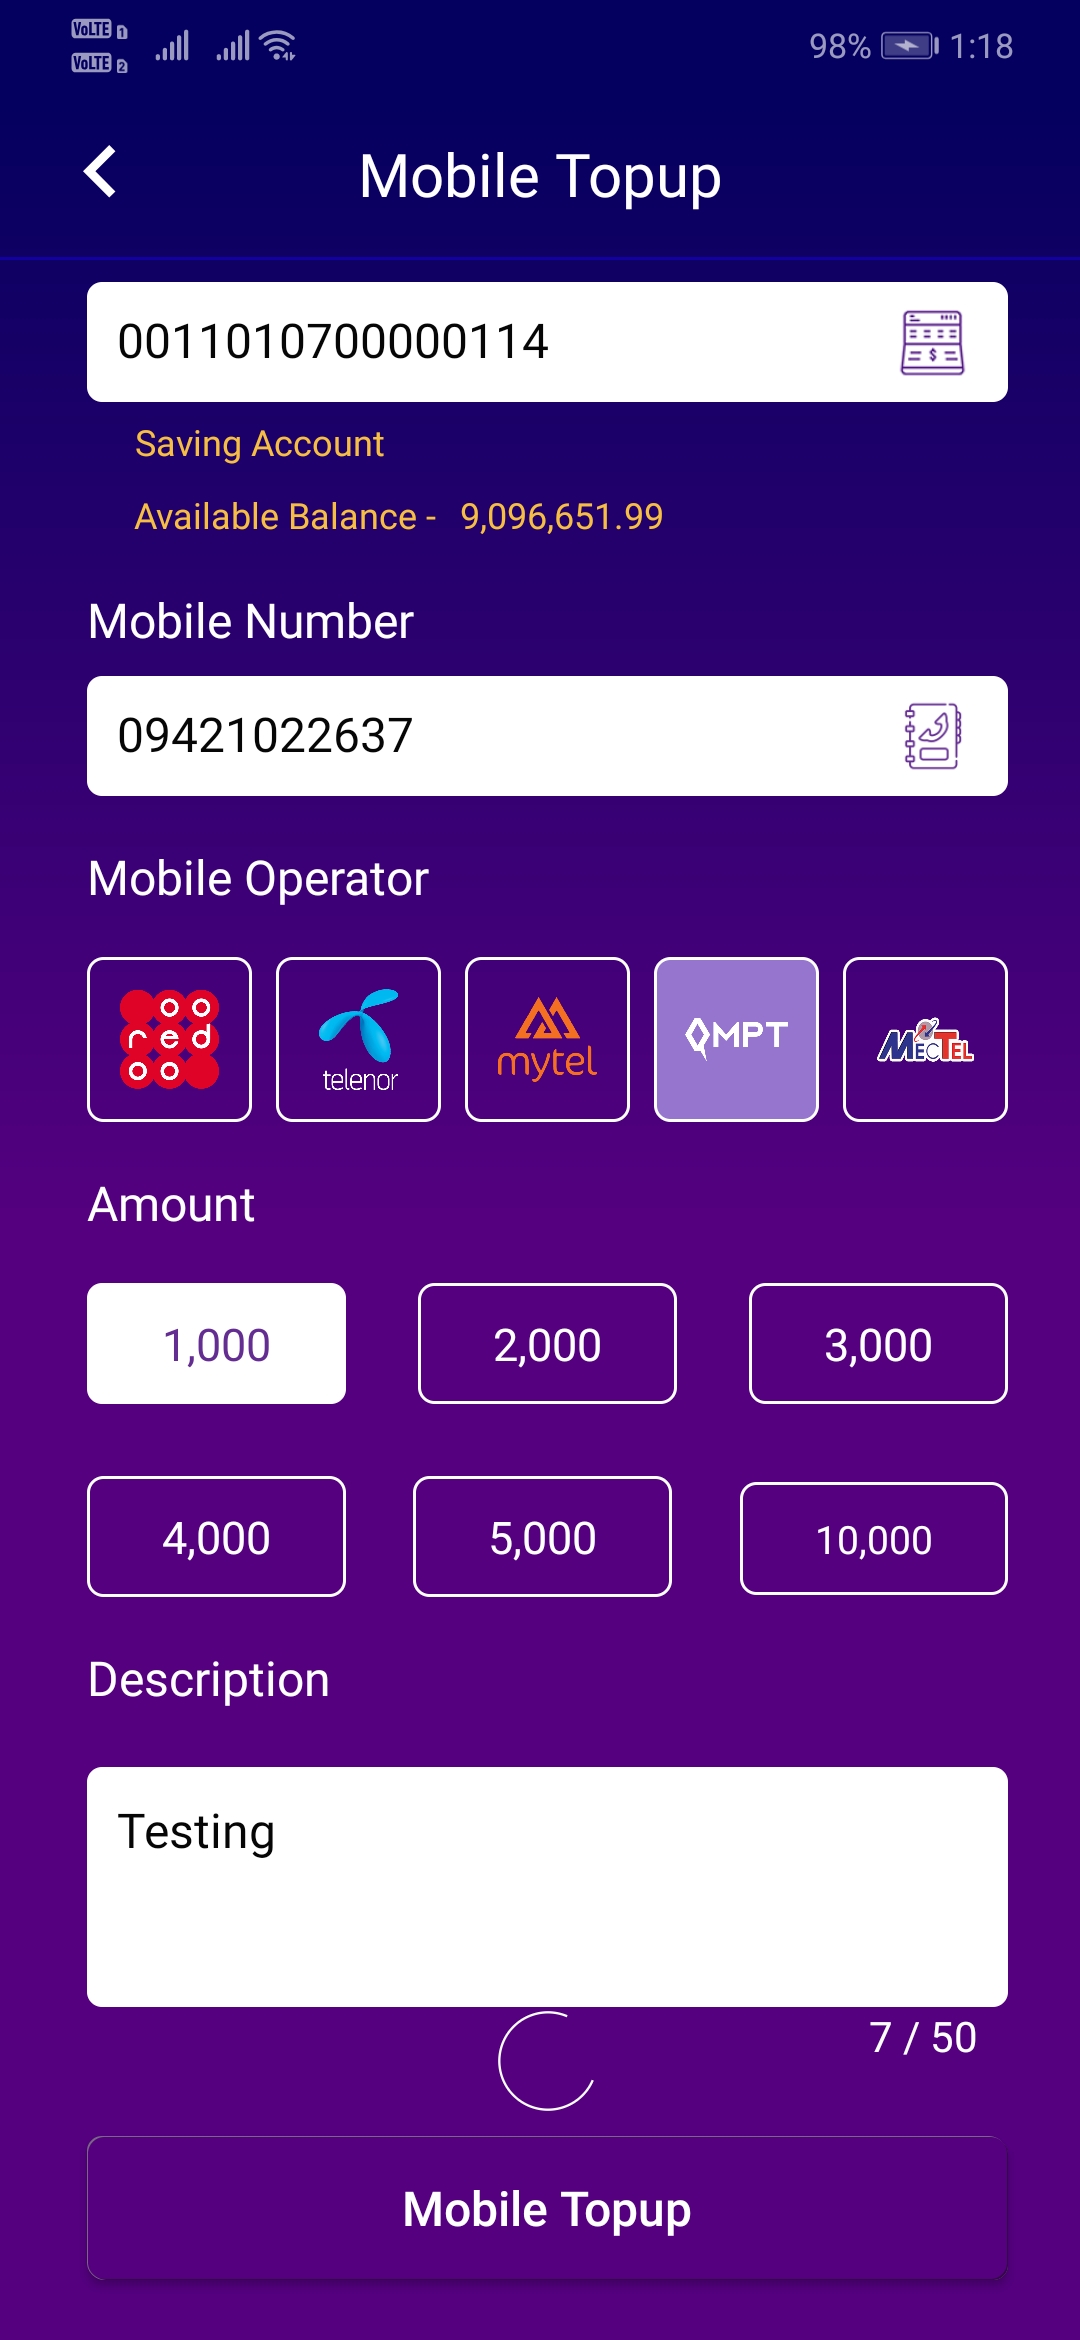 VoLTE 1
VoLTE 2
98% 1:18
Mobile Topup
0011010700000114
Saving Account
Available Balance - 9,096,651.99
Mobile Number
09421022637
Mobile Operator
ooredoo telenor mytel MPT MecTel
Amount
1,000 2,000 3,000
4,000 5,000 10,000
Description
Testing
7 / 50
Mobile Topup